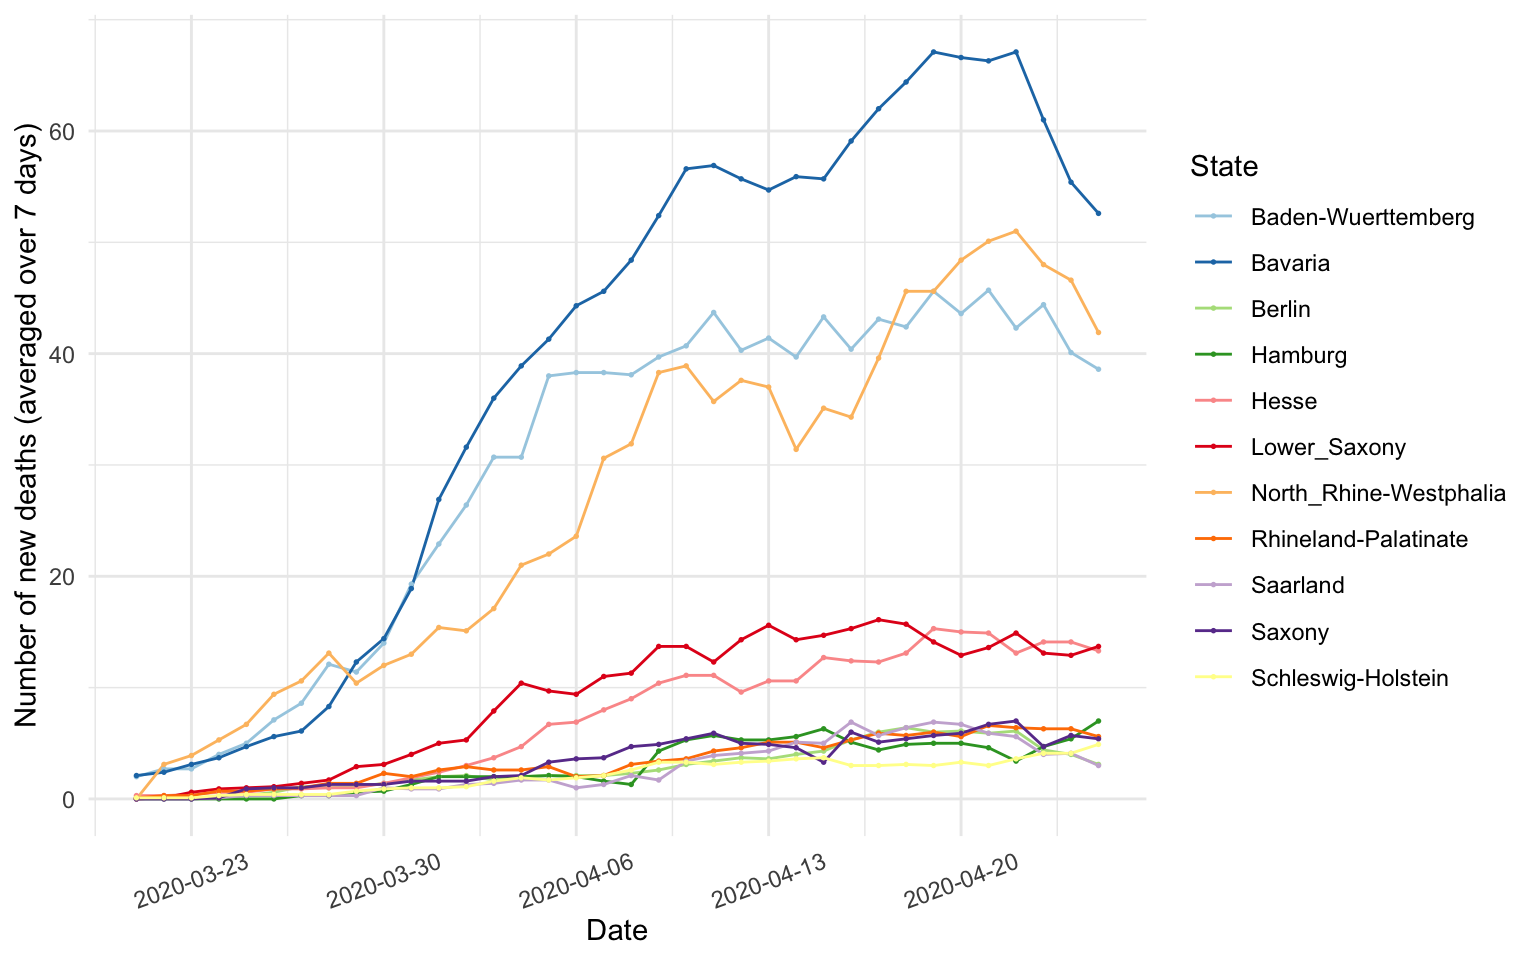 Number of new deaths (averaged over 7 days)
60
40
20
0
2020-03-23
2020-03-30
2020-04-06
2020-04-13
2020-04-20
Date
State
Baden-Wuerttemberg
Bavaria
Berlin
Hamburg
Hesse
Lower_Saxony
North_Rhine-Westphalia
Rhineland-Palatinate
Saarland
Saxony
Schleswig-Holstein